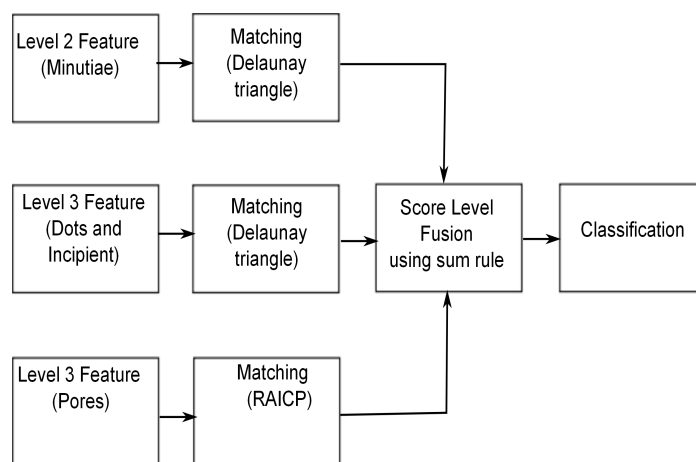 Level 2 Feature
(Minutiae)
Matching
(Delaunay
triangle)
Level 3 Feature
(Dots and
Incipient)
Matching
(Delaunay
triangle)
Score Level
Fusion
using sum rule
Classification
Level 3 Feature
(Pores)
Matching
(RAICP)